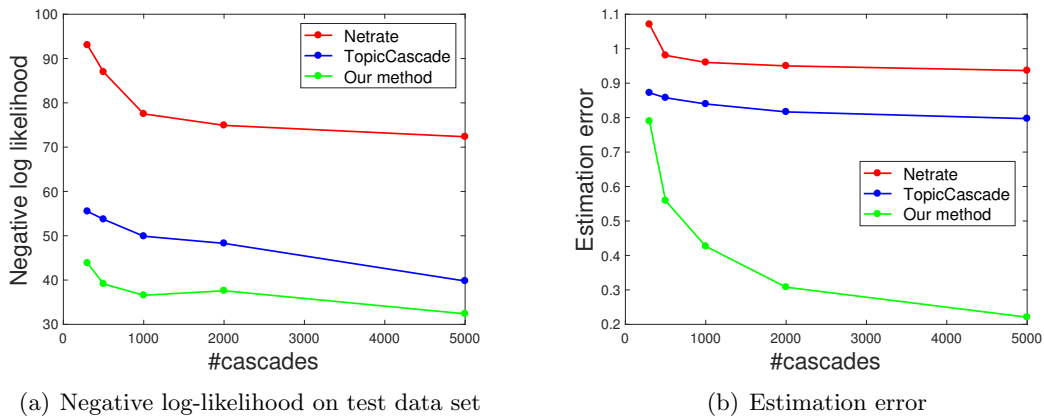 100
90
80
70
60
50
40
30
Negative log likelihood
Netrate
TopicCascade
Our method
0 1000 2000 3000 4000 5000
#cascades
(a) Negative log-likelihood on test data set
1.1
1
0.9
0.8
0.7
0.6
0.5
0.4
0.3
0.2
Estimation error
Netrate
TopicCascade
Our method
0 1000 2000 3000 4000 5000
#cascades
(b) Estimation error